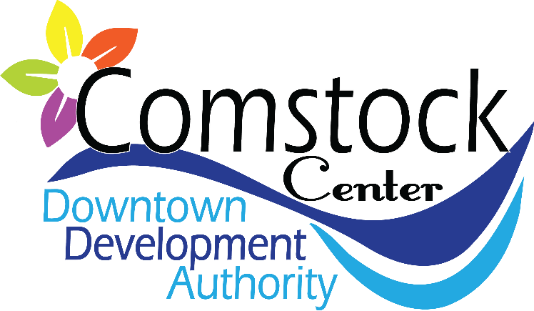 Comstock
Center
Downtown
Development
Authority